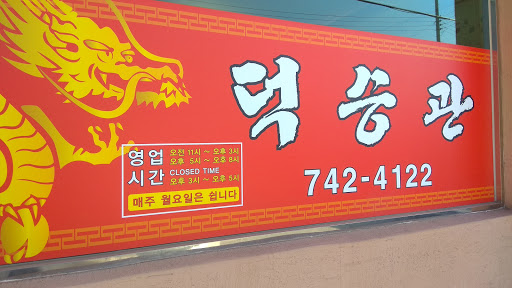 덕승관
영업 오전 11시 ~ 오후 3시
오후 5시 ~ 오후 8시
시간 CLOSED TIME
오후 3시 ~ 오후 5시
매주 월요일은 쉽니다
742-4122